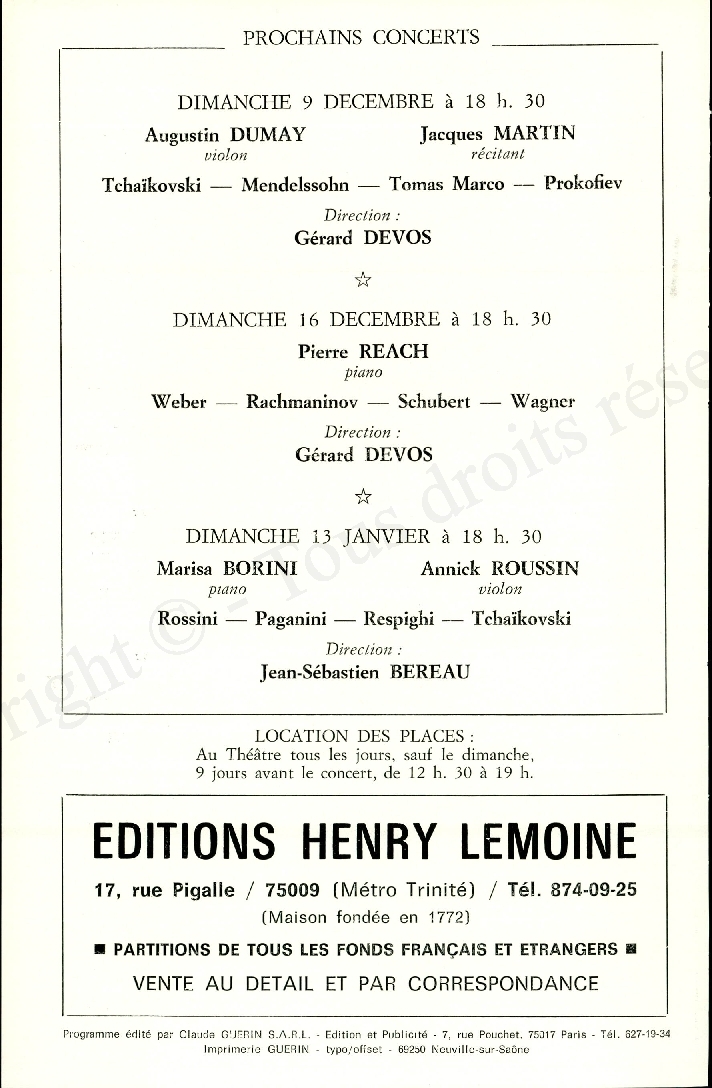 PROCHAINS CONCERTS
DIMANCHE 9 DECEMBRE à 18 h. 30
Augustin DUMAY Jacques MARTIN
violon récitant
Tchaïkovski — Mendelssohn — Tomas Marco — Prokofiev
Direction :
Gérard DEVOS
☆
DIMANCHE 16 DECEMBRE à 18 h. 30
Pierre REACH
piano
Weber — Rachmaninov — Schubert — Wagner
Direction :
Gérard DEVOS
☆
DIMANCHE 13 JANVIER à 18 h. 30
Marisa BORINI Annick ROUSSIN
piano violon
Rossini — Paganini — Respighi — Tchaïkovski
Direction :
Jean-Sébastien BEREAU
LOCATION DES PLACES :
Au Théâtre tous les jours, sauf le dimanche,
9 jours avant le concert, de 12 h. 30 à 19 h.
EDITIONS HENRY LEMOINE
17, rue Pigalle / 75009 (Métro Trinité) / Tél. 874-09-25
(Maison fondée en 1772)
■ PARTITIONS DE TOUS LES FONDS FRANÇAIS ET ETRANGERS ■
VENTE AU DETAIL ET PAR CORRESPONDANCE
Programme édité par Claude GUERIN S.A.R.L. - Edition et Publicité - 7, rue Pouchet, 75017 Paris - Tél. 627-19-34
Imprimerie GUERIN - typo/offset - 69250 Neuville-sur-Saône
right © - Tous droits rése